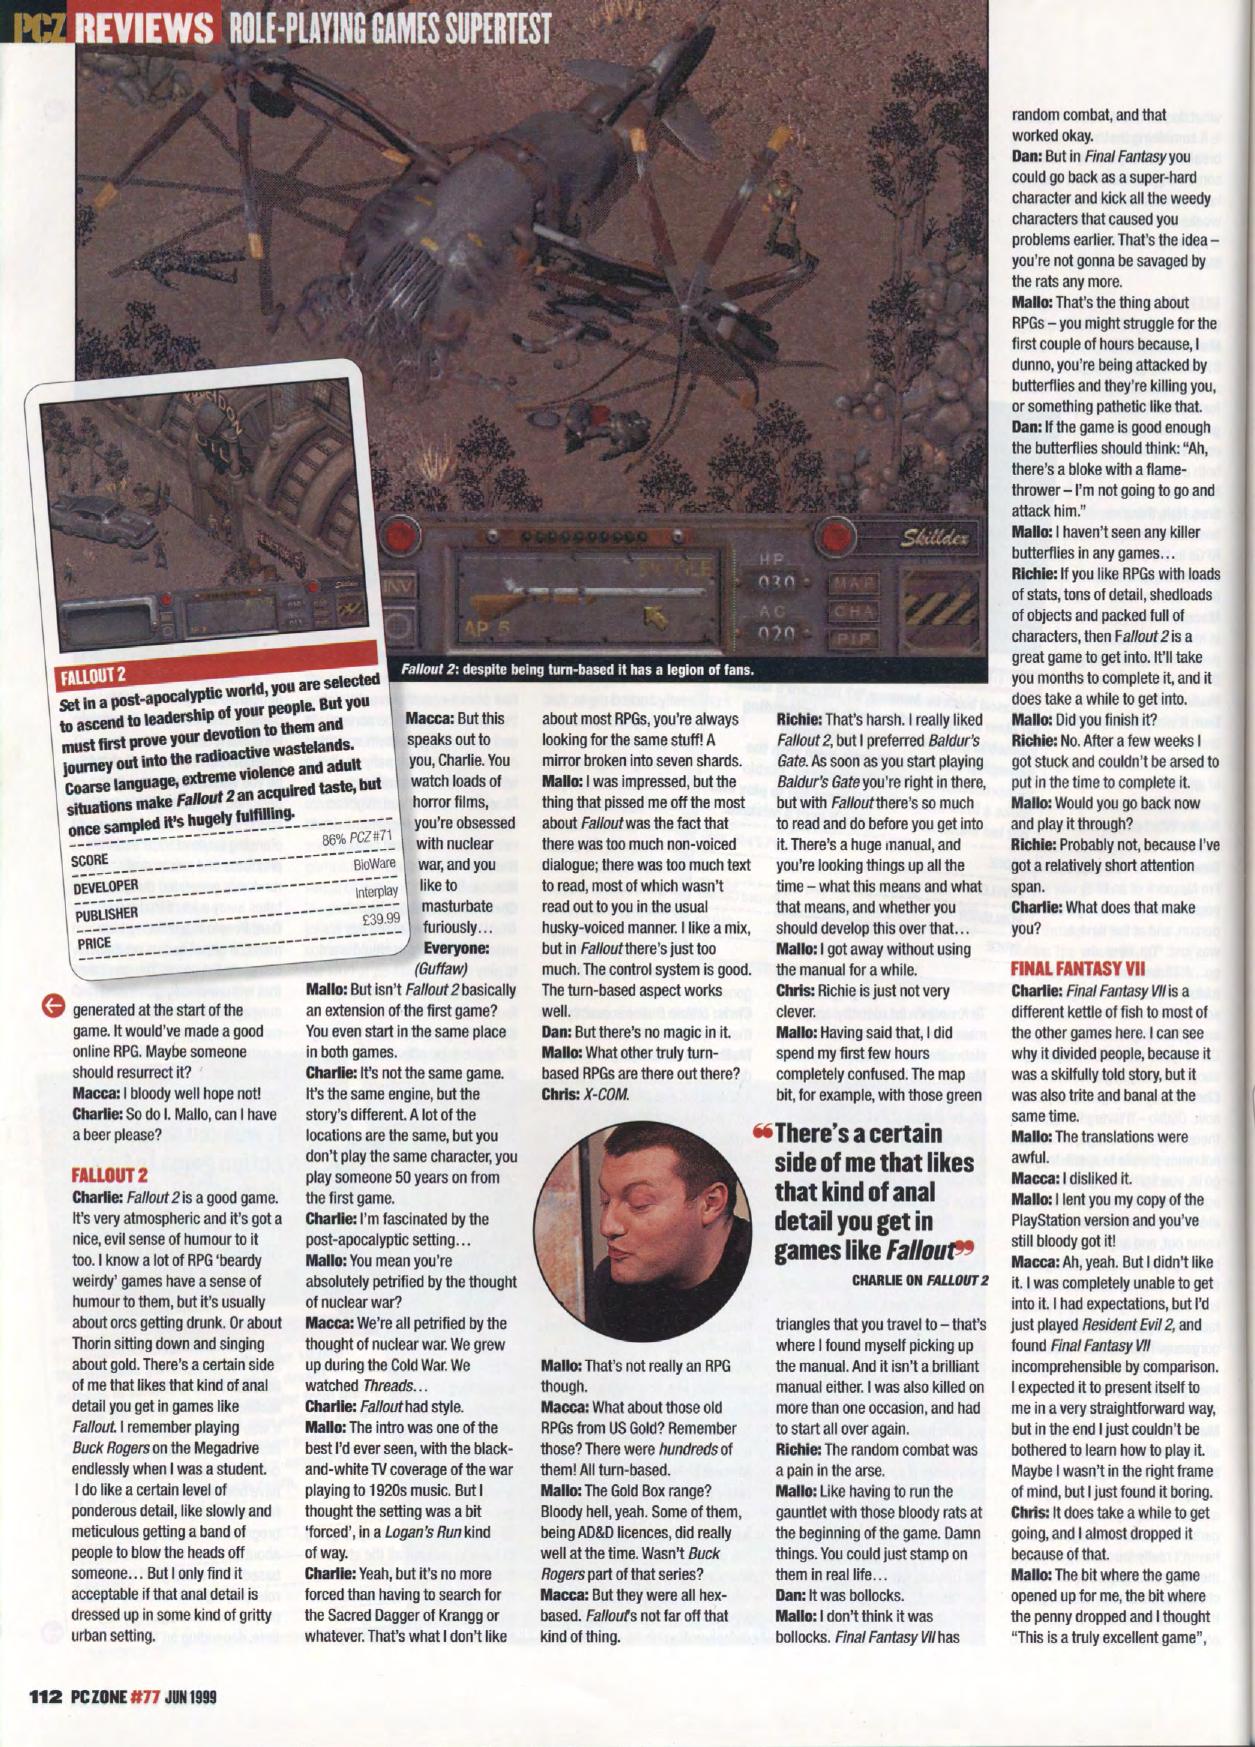 PCZ REVIEWS ROLE-PLAYING GAMES SUPERTEST
POSEIDON
Skilldex
INV
HP
030
AC
020
MAP
CHA
PIP
SINGLE
AP 5
Fallout 2: despite being turn-based it has a legion of fans.
FALLOUT 2
Set in a post-apocalyptic world, you are selected
to ascend to leadership of your people. But you
must first prove your devotion to them and
journey out into the radioactive wastelands.
Coarse language, extreme violence and adult
situations make Fallout 2 an acquired taste, but
once sampled it's hugely fulfilling.
SCORE 86% PCZ #71
DEVELOPER BioWare
PUBLISHER Interplay
PRICE £39.99
generated at the start of the
game. It would've made a good
online RPG. Maybe someone
should resurrect it?
Macca: I bloody well hope not!
Charlie: So do I. Mallo, can I have
a beer please?
FALLOUT 2
Charlie: Fallout 2 is a good game.
It's very atmospheric and it's got a
nice, evil sense of humour to it
too. I know a lot of RPG 'beardy
weirdy' games have a sense of
humour to them, but it's usually
about orcs getting drunk. Or about
Thorin sitting down and singing
about gold. There's a certain side
of me that likes that kind of anal
detail you get in games like
Fallout. I remember playing
Buck Rogers on the Megadrive
endlessly when I was a student.
I do like a certain level of
ponderous detail, like slowly and
meticulous getting a band of
people to blow the heads off
someone... But I only find it
acceptable if that anal detail is
dressed up in some kind of gritty
urban setting.
Macca: But this
speaks out to
you, Charlie. You
watch loads of
horror films,
you're obsessed
with nuclear
war, and you
like to
masturbate
furiously...
Everyone:
(Guffaw)
Mallo: But isn't Fallout 2 basically
an extension of the first game?
You even start in the same place
in both games.
Charlie: It's not the same game.
It's the same engine, but the
story's different. A lot of the
locations are the same, but you
don't play the same character, you
play someone 50 years on from
the first game.
Charlie: I'm fascinated by the
post-apocalyptic setting...
Mallo: You mean you're
absolutely petrified by the thought
of nuclear war?
Macca: We're all petrified by the
thought of nuclear war. We grew
up during the Cold War. We
watched Threads...
Charlie: Fallout had style.
Mallo: The intro was one of the
best I'd ever seen, with the black-
and-white TV coverage of the war
playing to 1920s music. But I
thought the setting was a bit
'forced', in a Logan's Run kind
of way.
Charlie: Yeah, but it's no more
forced than having to search for
the Sacred Dagger of Krangg or
whatever. That's what I don't like
about most RPGs, you're always
looking for the same stuff! A
mirror broken into seven shards.
Mallo: I was impressed, but the
thing that pissed me off the most
about Fallout was the fact that
there was too much non-voiced
dialogue; there was too much text
to read, most of which wasn't
read out to you in the usual
husky-voiced manner. I like a mix,
but in Fallout there's just too
much. The control system is good.
The turn-based aspect works
well.
Dan: But there's no magic in it.
Mallo: What other truly turn-
based RPGs are there out there?
Chris: X-COM.
Mallo: That's not really an RPG
though.
Macca: What about those old
RPGs from US Gold? Remember
those? There were hundreds of
them! All turn-based.
Mallo: The Gold Box range?
Bloody hell, yeah. Some of them,
being AD&D licences, did really
well at the time. Wasn't Buck
Rogers part of that series?
Macca: But they were all hex-
based. Fallout's not far off that
kind of thing.
Richie: That's harsh. I really liked
Fallout 2, but I preferred Baldur's
Gate. As soon as you start playing
Baldur's Gate you're right in there,
but with Fallout there's so much
to read and do before you get into
it. There's a huge manual, and
you're looking things up all the
time – what this means and what
that means, and whether you
should develop this over that...
Mallo: I got away without using
the manual for a while.
Chris: Richie is just not very
clever.
Mallo: Having said that, I did
spend my first few hours
completely confused. The map
bit, for example, with those green
“There's a certain
side of me that likes
that kind of anal
detail you get in
games like Fallout”
CHARLIE ON FALLOUT 2
triangles that you travel to – that's
where I found myself picking up
the manual. And it isn't a brilliant
manual either. I was also killed on
more than one occasion, and had
to start all over again.
Richie: The random combat was
a pain in the arse.
Mallo: Like having to run the
gauntlet with those bloody rats at
the beginning of the game. Damn
things. You could just stamp on
them in real life...
Dan: It was bollocks.
Mallo: I don't think it was
bollocks. Final Fantasy VII has
random combat, and that
worked okay.
Dan: But in Final Fantasy you
could go back as a super-hard
character and kick all the weedy
characters that caused you
problems earlier. That's the idea –
you're not gonna be savaged by
the rats any more.
Mallo: That's the thing about
RPGs – you might struggle for the
first couple of hours because, I
dunno, you're being attacked by
butterflies and they're killing you,
or something pathetic like that.
Dan: If the game is good enough
the butterflies should think: "Ah,
there's a bloke with a flame-
thrower – I'm not going to go and
attack him."
Mallo: I haven't seen any killer
butterflies in any games...
Richie: If you like RPGs with loads
of stats, tons of detail, shedloads
of objects and packed full of
characters, then Fallout 2 is a
great game to get into. It'll take
you months to complete it, and it
does take a while to get into.
Mallo: Did you finish it?
Richie: No. After a few weeks I
got stuck and couldn't be arsed to
put in the time to complete it.
Mallo: Would you go back now
and play it through?
Richie: Probably not, because I've
got a relatively short attention
span.
Charlie: What does that make
you?
FINAL FANTASY VII
Charlie: Final Fantasy VII is a
different kettle of fish to most of
the other games here. I can see
why it divided people, because it
was a skilfully told story, but it
was also trite and banal at the
same time.
Mallo: The translations were
awful.
Macca: I disliked it.
Mallo: I lent you my copy of the
PlayStation version and you've
still bloody got it!
Macca: Ah, yeah. But I didn't like
it. I was completely unable to get
into it. I had expectations, but I'd
just played Resident Evil 2, and
found Final Fantasy VII
incomprehensible by comparison.
I expected it to present itself to
me in a very straightforward way,
but in the end I just couldn't be
bothered to learn how to play it.
Maybe I wasn't in the right frame
of mind, but I just found it boring.
Chris: It does take a while to get
going, and I almost dropped it
because of that.
Mallo: The bit where the game
opened up for me, the bit where
the penny dropped and I thought
"This is a truly excellent game",
112 PC ZONE #77 JUN 1999